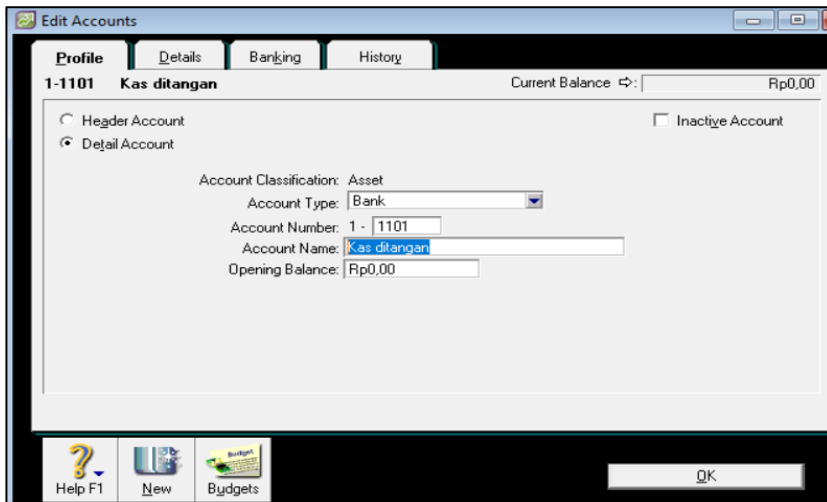 Edit Accounts
Profile Details Banking History
1-1101 Kas ditangan Current Balance ⇨: Rp0,00
Header Account Inactive Account
Detail Account
Account Classification: Asset
Account Type: Bank
Account Number: 1 - 1101
Account Name: Kas ditangan
Opening Balance: Rp0,00
Budget
Help F1 New Budgets OK